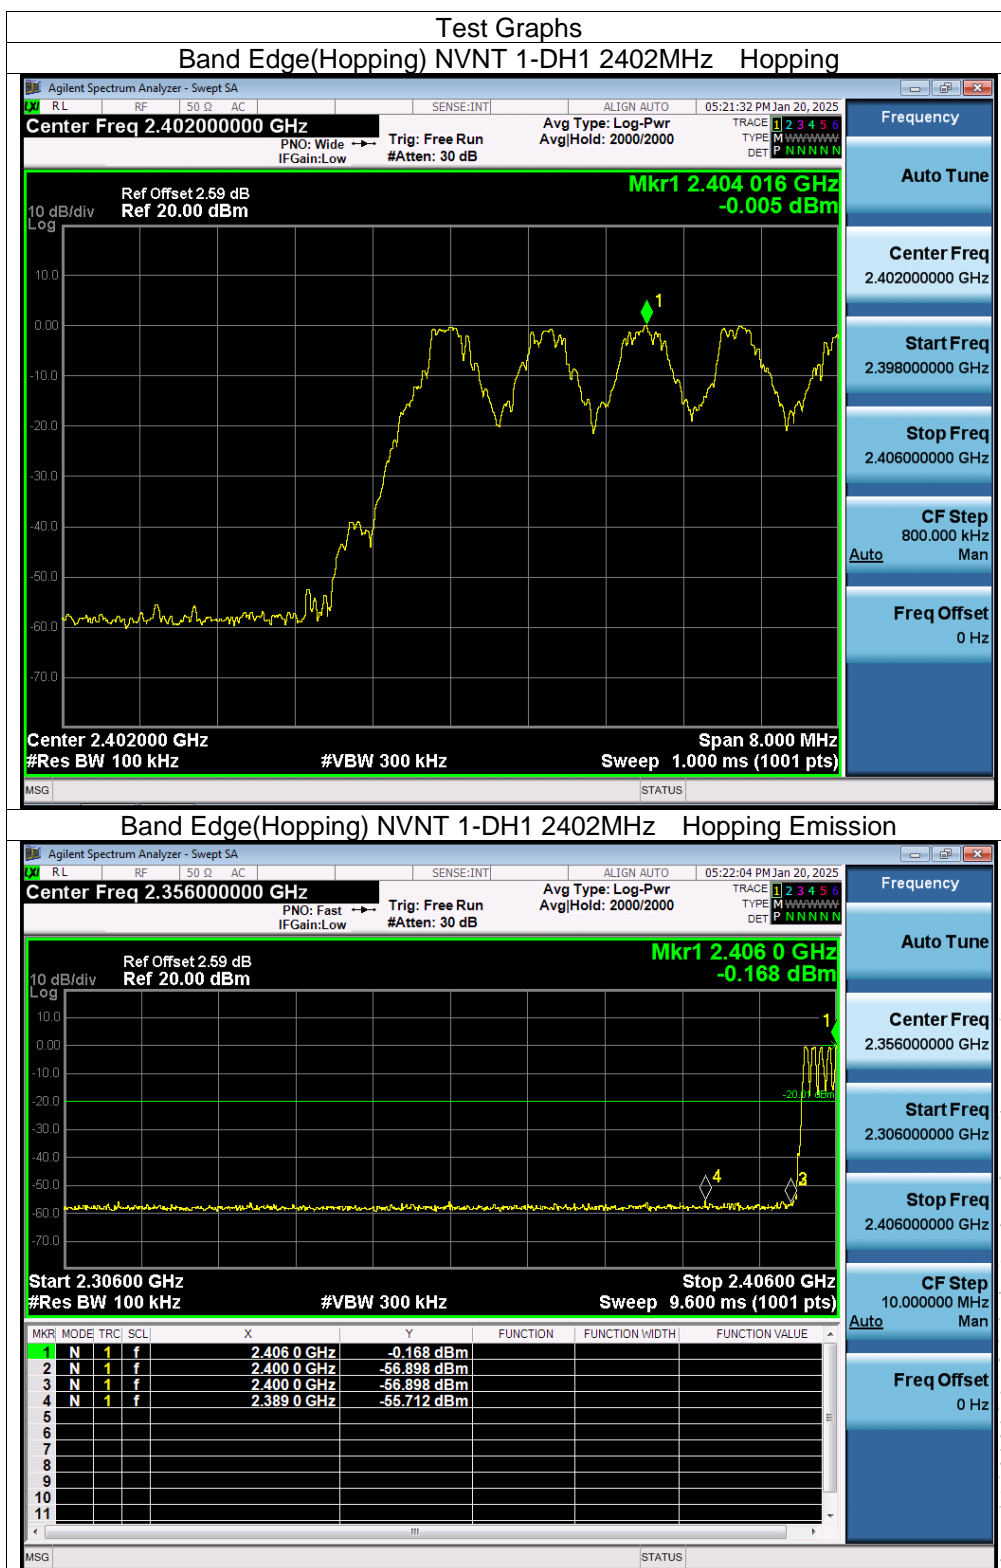 Test Graphs
Band Edge(Hopping) NVNT 1-DH1 2402MHz Hopping
Agilent Spectrum Analyzer - Swept SA
LXI RL RF 50 Ω AC SENSE:INT ALIGN AUTO 05:21:32 PM Jan 20, 2025
Center Freq 2.402000000 GHz
PNO: Wide
IFGain:Low
Trig: Free Run
#Atten: 30 dB
Avg Type: Log-Pwr
Avg|Hold: 2000/2000
TRACE 1 2 3 4 5 6
TYPE M W W W W W
DET P N N N N N
Frequency
Auto Tune
Center Freq
2.402000000 GHz
Start Freq
2.398000000 GHz
Stop Freq
2.406000000 GHz
CF Step
800.000 kHz
Auto Man
Freq Offset
0 Hz
Mkr1 2.404 016 GHz
-0.005 dBm
Ref Offset 2.59 dB
10 dB/div Ref 20.00 dBm
Log
10.0
0.00
-10.0
-20.0
-30.0
-40.0
-50.0
-60.0
-70.0
1
Center 2.402000 GHz Span 8.000 MHz
#Res BW 100 kHz #VBW 300 kHz Sweep 1.000 ms (1001 pts)
MSG STATUS
Band Edge(Hopping) NVNT 1-DH1 2402MHz Hopping Emission
Agilent Spectrum Analyzer - Swept SA
LXI RL RF 50 Ω AC SENSE:INT ALIGN AUTO 05:22:04 PM Jan 20, 2025
Center Freq 2.356000000 GHz
PNO: Fast
IFGain:Low
Trig: Free Run
#Atten: 30 dB
Avg Type: Log-Pwr
Avg|Hold: 2000/2000
TRACE 1 2 3 4 5 6
TYPE M W W W W W
DET P N N N N N
Frequency
Auto Tune
Center Freq
2.356000000 GHz
Start Freq
2.306000000 GHz
Stop Freq
2.406000000 GHz
CF Step
10.000000 MHz
Auto Man
Freq Offset
0 Hz
Mkr1 2.406 0 GHz
-0.168 dBm
Ref Offset 2.59 dB
10 dB/div Ref 20.00 dBm
Log
10.0
0.00
-10.0
-20.0
-30.0
-40.0
-50.0
-60.0
-70.0
1
-20.01 dBm
4
3
Start 2.30600 GHz Stop 2.40600 GHz
#Res BW 100 kHz #VBW 300 kHz Sweep 9.600 ms (1001 pts)
MKR MODE TRC SCL X Y FUNCTION FUNCTION WIDTH FUNCTION VALUE
1 N 1 f 2.406 0 GHz -0.168 dBm
2 N 1 f 2.400 0 GHz -56.898 dBm
3 N 1 f 2.400 0 GHz -56.898 dBm
4 N 1 f 2.389 0 GHz -55.712 dBm
5
6
7
8
9
10
11
MSG STATUS